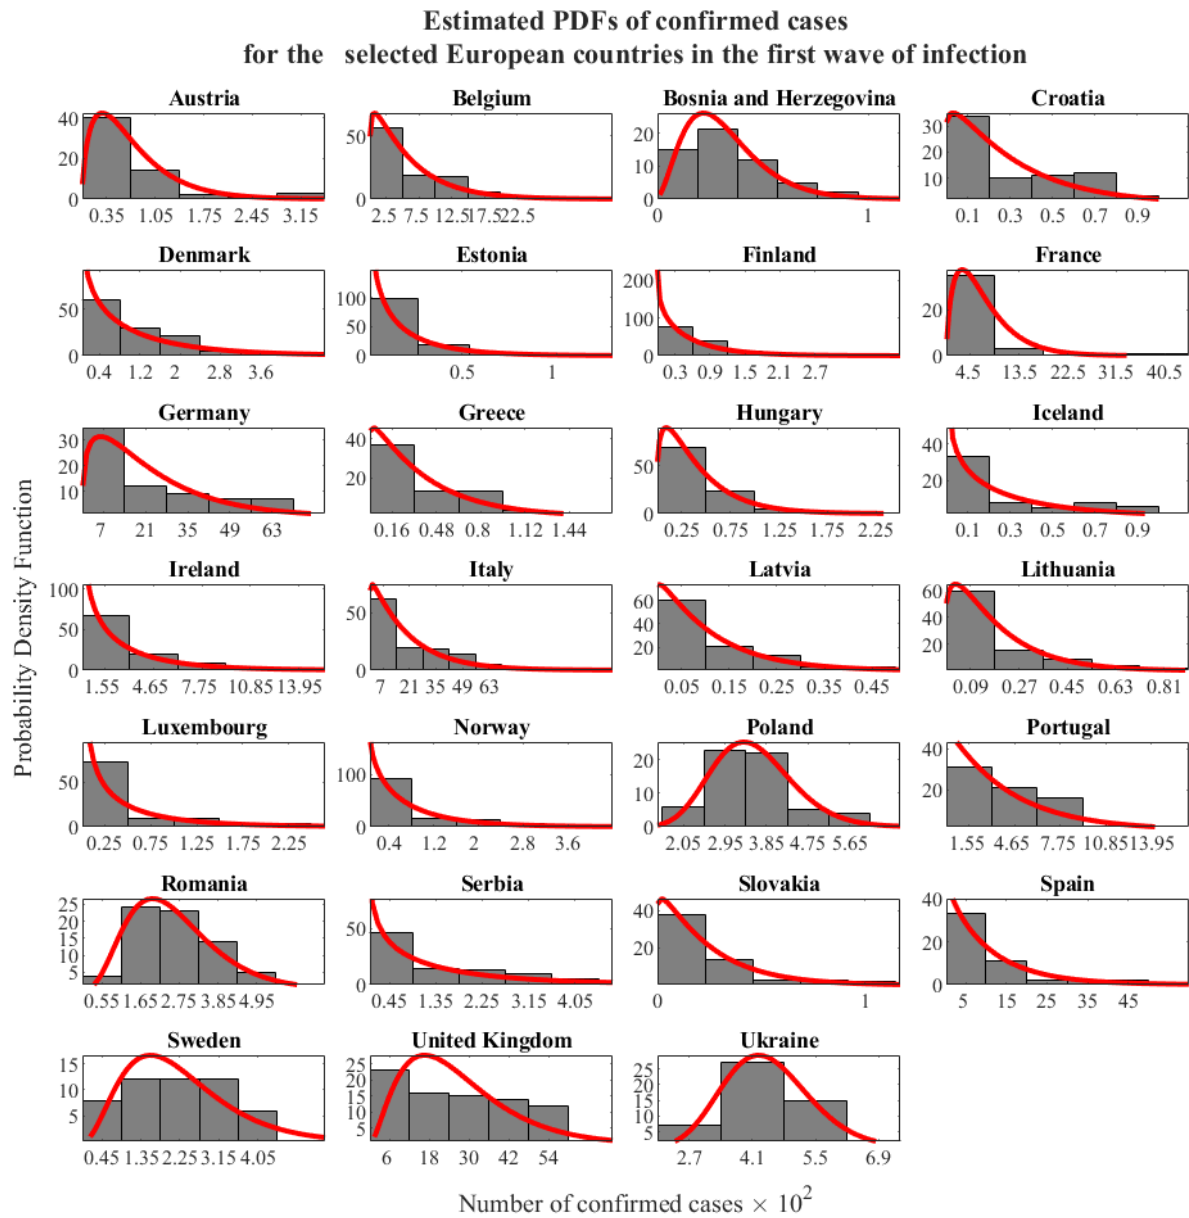 Estimated PDFs of confirmed cases
for the selected European countries in the first wave of infection
Probability Density Function
Austria
40
20
0
0.35 1.05 1.75 2.45 3.15
Belgium
50
0
2.5 7.5 12.5 17.5 22.5
Bosnia and Herzegovina
20
10
0
0 1
Croatia
30
20
10
0.1 0.3 0.5 0.7 0.9
Denmark
50
0
0.4 1.2 2 2.8 3.6
Estonia
100
50
0
0.5 1
Finland
200
100
0
0.3 0.9 1.5 2.1 2.7
France
20
0
4.5 13.5 22.5 31.5 40.5
Germany
30
20
10
7 21 35 49 63
Greece
40
20
0.16 0.48 0.8 1.12 1.44
Hungary
50
0
0.25 0.75 1.25 1.75 2.25
Iceland
40
20
0
0.1 0.3 0.5 0.7 0.9
Ireland
100
50
0
1.55 4.65 7.75 10.85 13.95
Italy
50
0
7 21 35 49 63
Latvia
60
40
20
0.05 0.15 0.25 0.35 0.45
Lithuania
60
40
20
0.09 0.27 0.45 0.63 0.81
Luxembourg
50
0
0.25 0.75 1.25 1.75 2.25
Norway
100
0
0.4 1.2 2 2.8 3.6
Poland
20
10
0
2.05 2.95 3.85 4.75 5.65
Portugal
40
20
1.55 4.65 7.75 10.85 13.95
Romania
25
20
15
10
5
0.55 1.65 2.75 3.85 4.95
Serbia
50
0
0.45 1.35 2.25 3.15 4.05
Slovakia
40
20
0 1
Spain
40
20
0
5 15 25 35 45
Sweden
15
10
5
0.45 1.35 2.25 3.15 4.05
United Kingdom
25
20
15
10
5
6 18 30 42 54
Ukraine
25
20
15
10
5
2.7 4.1 5.5 6.9
Number of confirmed cases × 10²